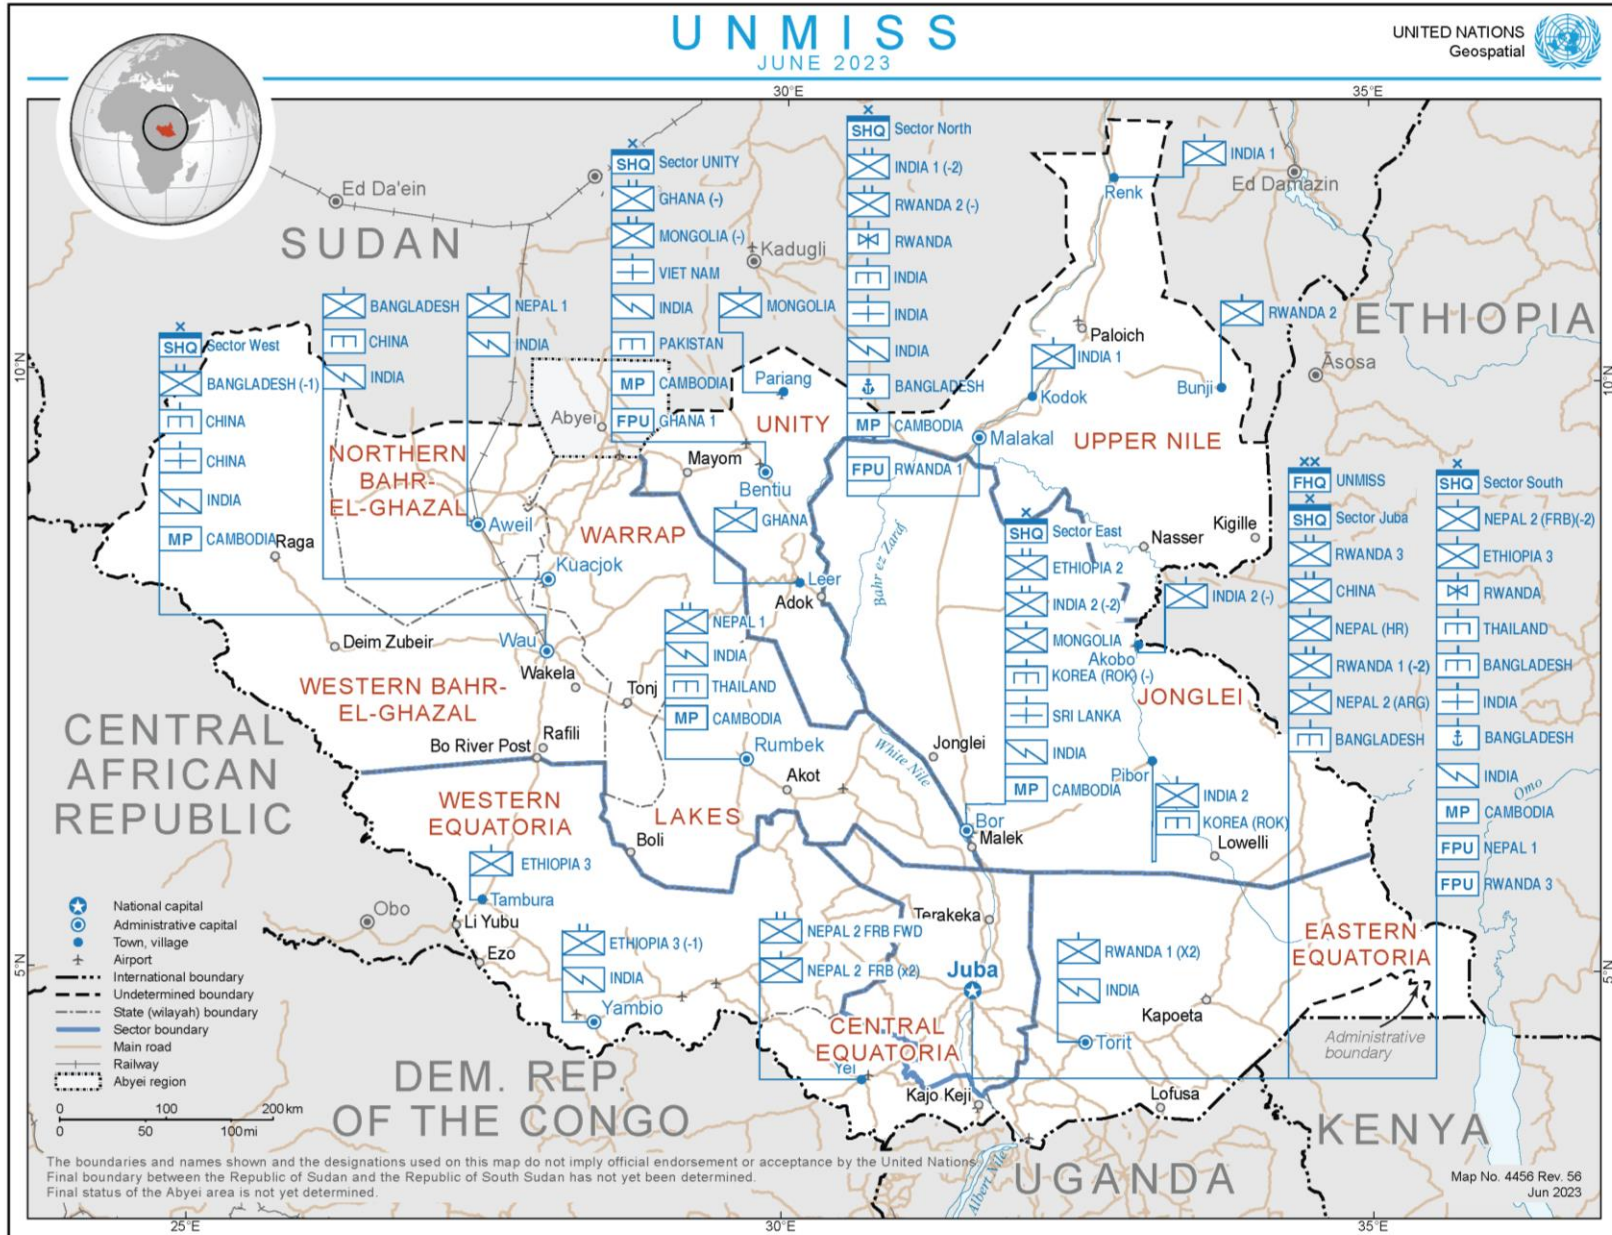 UNMISS
JUNE 2023
UNITED NATIONS
Geospatial
30°E
35°E
SHQ Sector North
INDIA 1 (-2)
RWANDA 2 (-)
RWANDA
INDIA
INDIA
INDIA
BANGLADESH
MP CAMBODIA
FPU RWANDA 1
SHQ Sector UNITY
GHANA (-)
MONGOLIA (-)
VIET NAM
INDIA
PAKISTAN
MP CAMBODIA
FPU GHANA 1
INDIA 1
Renk
Ed Damazin
Ed Da'ein
SUDAN
Kadugli
MONGOLIA
BANGLADESH
CHINA
INDIA
NEPAL 1
INDIA
RWANDA 2
ETHIOPIA
Paloich
SHQ Sector West
BANGLADESH (-1)
CHINA
CHINA
INDIA
MP CAMBODIA
INDIA 1
Asosa
10°N
10°N
Pariang
Kodok
Bunji
Abyei
UNITY
Malakal
UPPER NILE
NORTHERN
BAHR-
EL-GHAZAL
Mayom
Bentiu
FHQ UNMISS
SHQ Sector Juba
RWANDA 3
CHINA
NEPAL (HR)
RWANDA 1 (-2)
NEPAL 2 (ARG)
BANGLADESH
SHQ Sector South
NEPAL 2 (FRB)(-2)
ETHIOPIA 3
RWANDA
THAILAND
BANGLADESH
INDIA
BANGLADESH
INDIA
MP CAMBODIA
FPU NEPAL 1
FPU RWANDA 3
GHANA
Aweil
WARRAP
Raga
Kuacjok
Leer
Adok
Bahr ez Zaraf
SHQ Sector East
ETHIOPIA 2
INDIA 2 (-2)
MONGOLIA
KOREA (ROK) (-)
SRI LANKA
INDIA
MP CAMBODIA
Nasser
Kigille
INDIA 2 (-)
Akobo
JONGLEI
NEPAL 1
INDIA
THAILAND
MP CAMBODIA
Deim Zubeir
Wau
Wakela
Tonj
WESTERN BAHR-
EL-GHAZAL
Rafili
Bo River Post
Rumbek
Akot
White Nile
Jonglei
Pibor
INDIA 2
KOREA (ROK)
Omo
CENTRAL
AFRICAN
REPUBLIC
WESTERN
EQUATORIA
LAKES
Boli
Bor
Malek
Lowelli
ETHIOPIA 3
Tambura
Li Yubu
Obo
Ezo
ETHIOPIA 3 (-1)
INDIA
Yambio
NEPAL 2 FRB FWD
NEPAL 2 FRB (x2)
Terakeka
Juba
RWANDA 1 (X2)
INDIA
Torit
EASTERN
EQUATORIA
Kapoeta
Administrative
boundary
CENTRAL
EQUATORIA
Yei
Kajo Keji
Lofusa
5°N
5°N
National capital
Administrative capital
Town, village
Airport
International boundary
Undetermined boundary
State (wilayah) boundary
Sector boundary
Main road
Railway
Abyei region
0 100 200 km
0 50 100mi
DEM. REP.
OF THE CONGO
KENYA
UGANDA
Albert Nile
The boundaries and names shown and the designations used on this map do not imply official endorsement or acceptance by the United Nations
Final boundary between the Republic of Sudan and the Republic of South Sudan has not yet been determined.
Final status of the Abyei area is not yet determined.
Map No. 4456 Rev. 56
Jun 2023
25°E
30°E
35°E